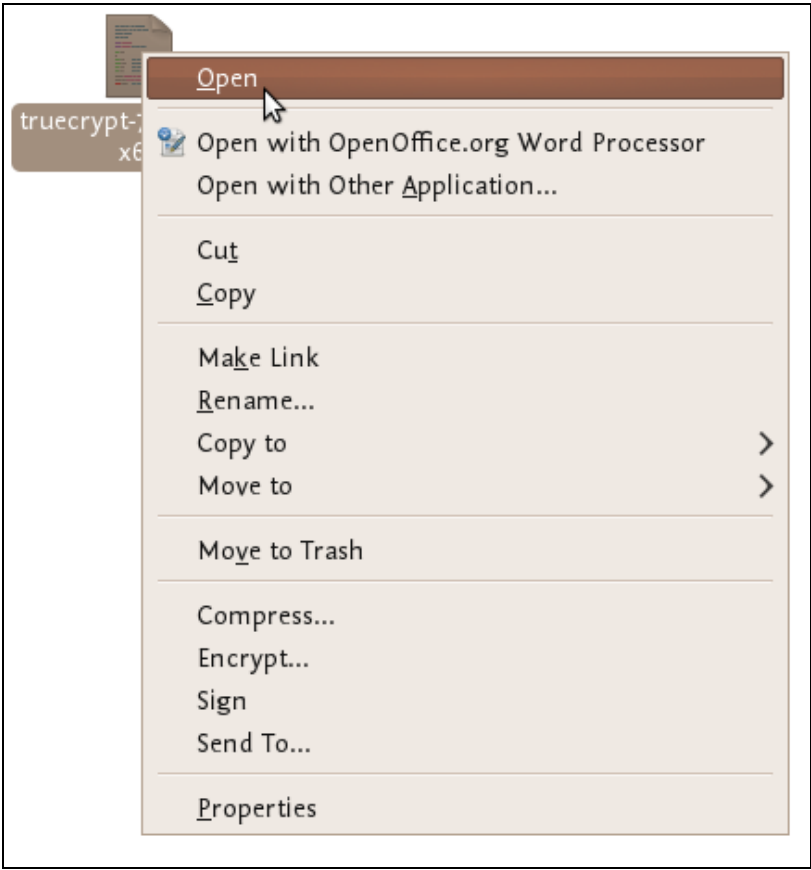 Open
truecrypt-7
x6
Open with OpenOffice.org Word Processor
Open with Other Application...
Cut
Copy
Make Link
Rename...
Copy to
Move to
Move to Trash
Compress...
Encrypt...
Sign
Send To...
Properties